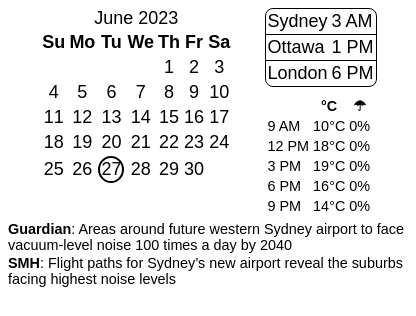 June 2023
Su Mo Tu We Th Fr Sa
1 2 3
4 5 6 7 8 9 10
11 12 13 14 15 16 17
18 19 20 21 22 23 24
25 26 27 28 29 30
Sydney 3 AM
Ottawa 1 PM
London 6 PM
°C ☂
9 AM 10°C 0%
12 PM 18°C 0%
3 PM 19°C 0%
6 PM 16°C 0%
9 PM 14°C 0%
Guardian: Areas around future western Sydney airport to face
vacuum-level noise 100 times a day by 2040
SMH: Flight paths for Sydney’s new airport reveal the suburbs
facing highest noise levels